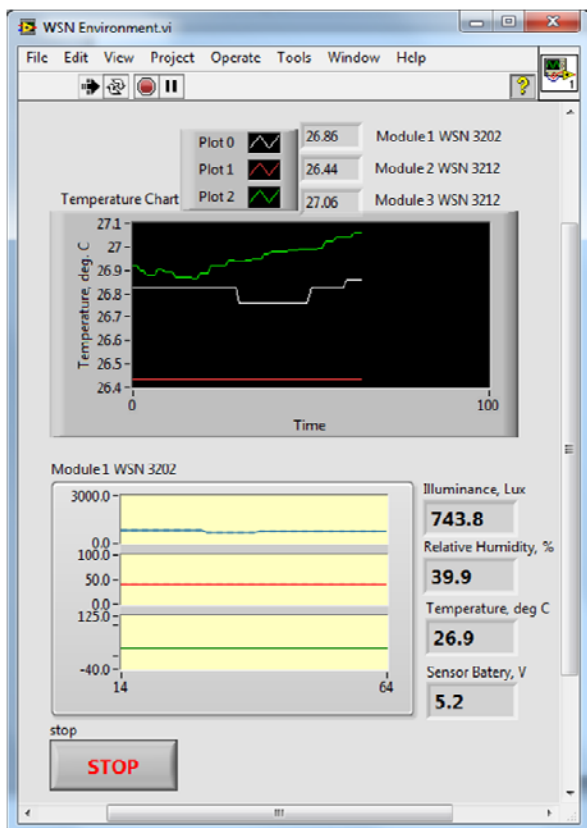 WSN Environment.vi
File Edit View Project Operate Tools Window Help
1
Plot 0 26.86 Module 1 WSN 3202
Plot 1 26.44 Module 2 WSN 3212
Temperature Chart Plot 2 27.06 Module 3 WSN 3212
27.1
27
26.9
26.8
26.6
26.5
26.4
Temperature, deg. C
0 100
Time
Module 1 WSN 3202
3000.0
0.0
100.0
50.0
0.0
125.0
-40.0
14 64
Illuminance, Lux
743.8
Relative Humidity, %
39.9
Temperature, deg C
26.9
Sensor Batery, V
5.2
stop
STOP